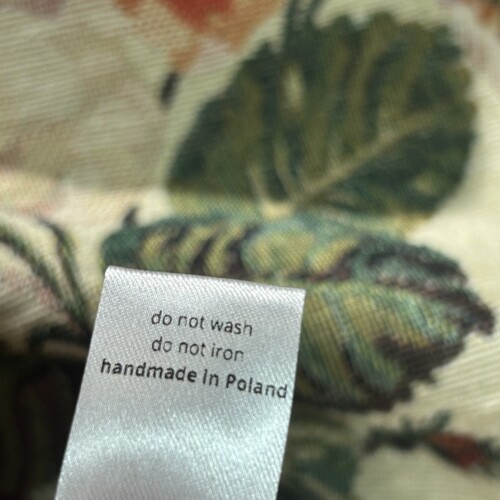 do not wash
do not iron
handmade in Poland